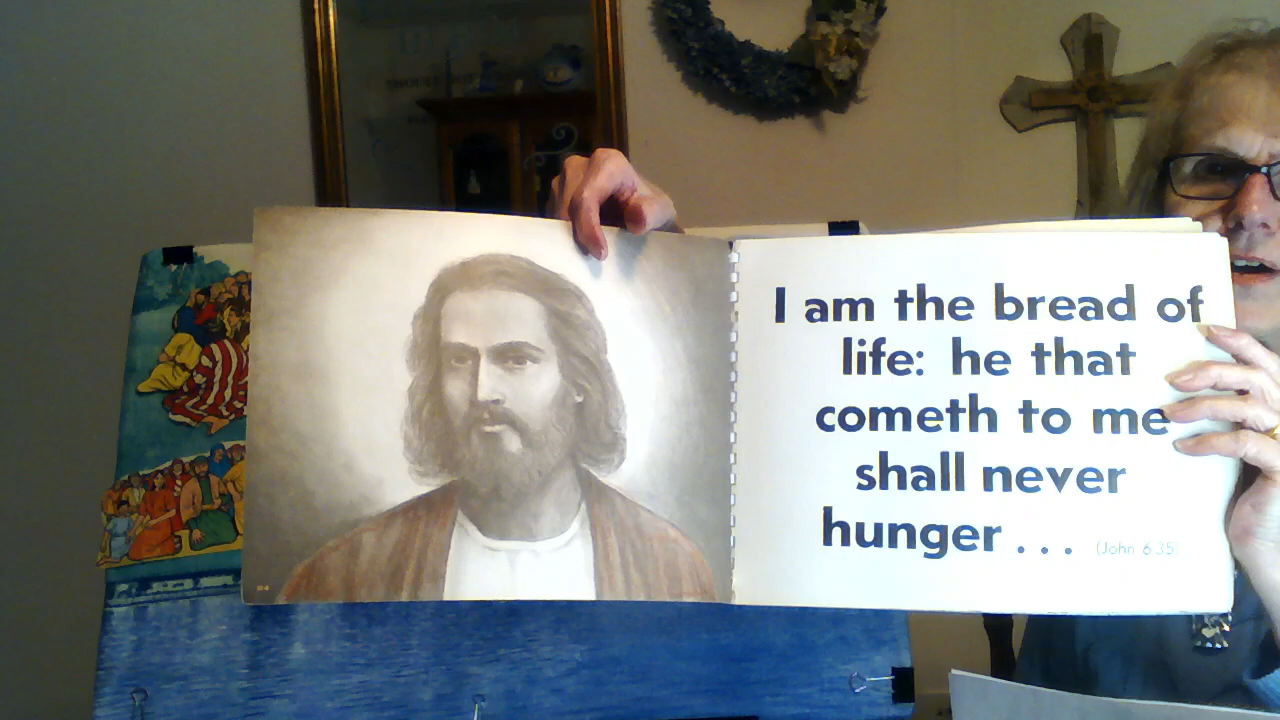 I am the bread of
life: he that
cometh to me
shall never
hunger . . . (John 6:35)